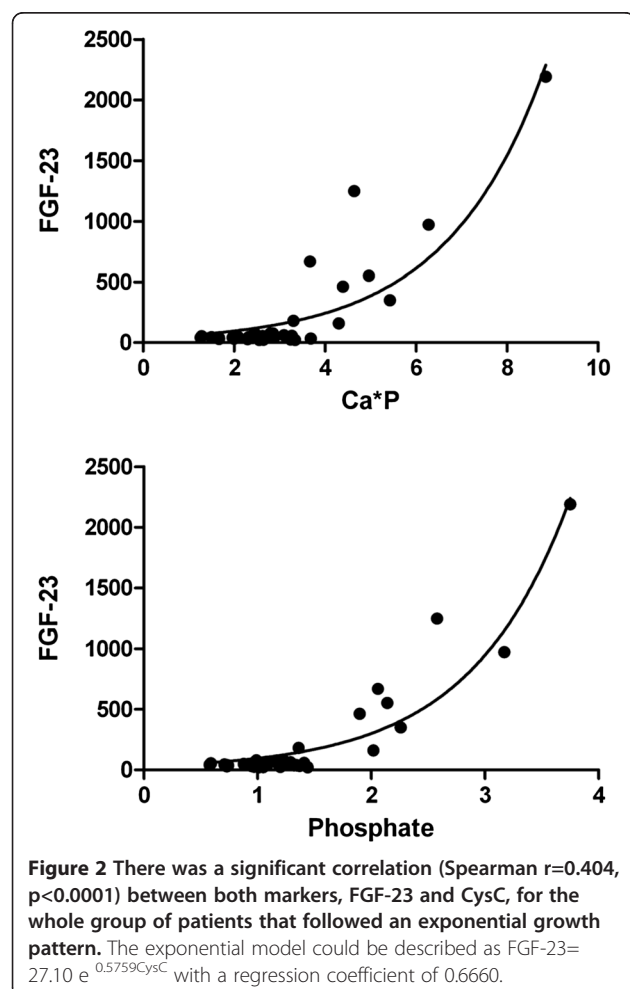 2500
2000
1500
1000
500
0
FGF-23
0 2 4 6 8 10
Ca*P
2500
2000
1500
1000
500
0
FGF-23
0 1 2 3 4
Phosphate
Figure 2 There was a significant correlation (Spearman r=0.404,
p<0.0001) between both markers, FGF-23 and CysC, for the
whole group of patients that followed an exponential growth
pattern. The exponential model could be described as FGF-23=
27.10 e 0.5759CysC with a regression coefficient of 0.6660.